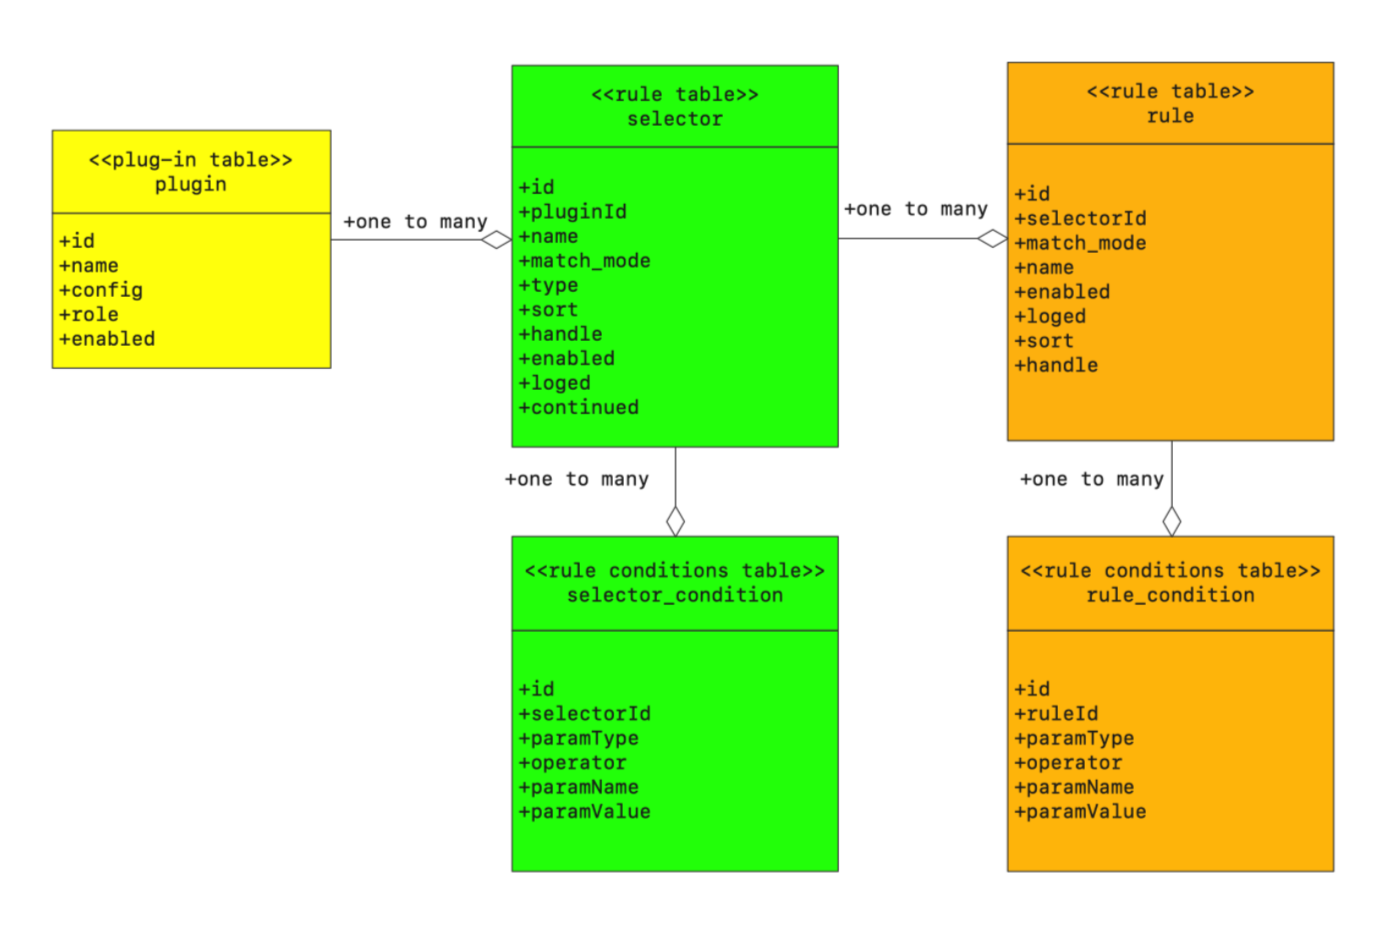 <<plug-in table>>
plugin
+id
+name
+config
+role
+enabled
+one to many
<<rule table>>
selector
+id
+pluginId
+name
+match_mode
+type
+sort
+handle
+enabled
+loged
+continued
+one to many
<<rule table>>
rule
+id
+selectorId
+match_mode
+name
+enabled
+loged
+sort
+handle
+one to many
<<rule conditions table>>
selector_condition
+id
+selectorId
+paramType
+operator
+paramName
+paramValue
+one to many
<<rule conditions table>>
rule_condition
+id
+ruleId
+paramType
+operator
+paramName
+paramValue